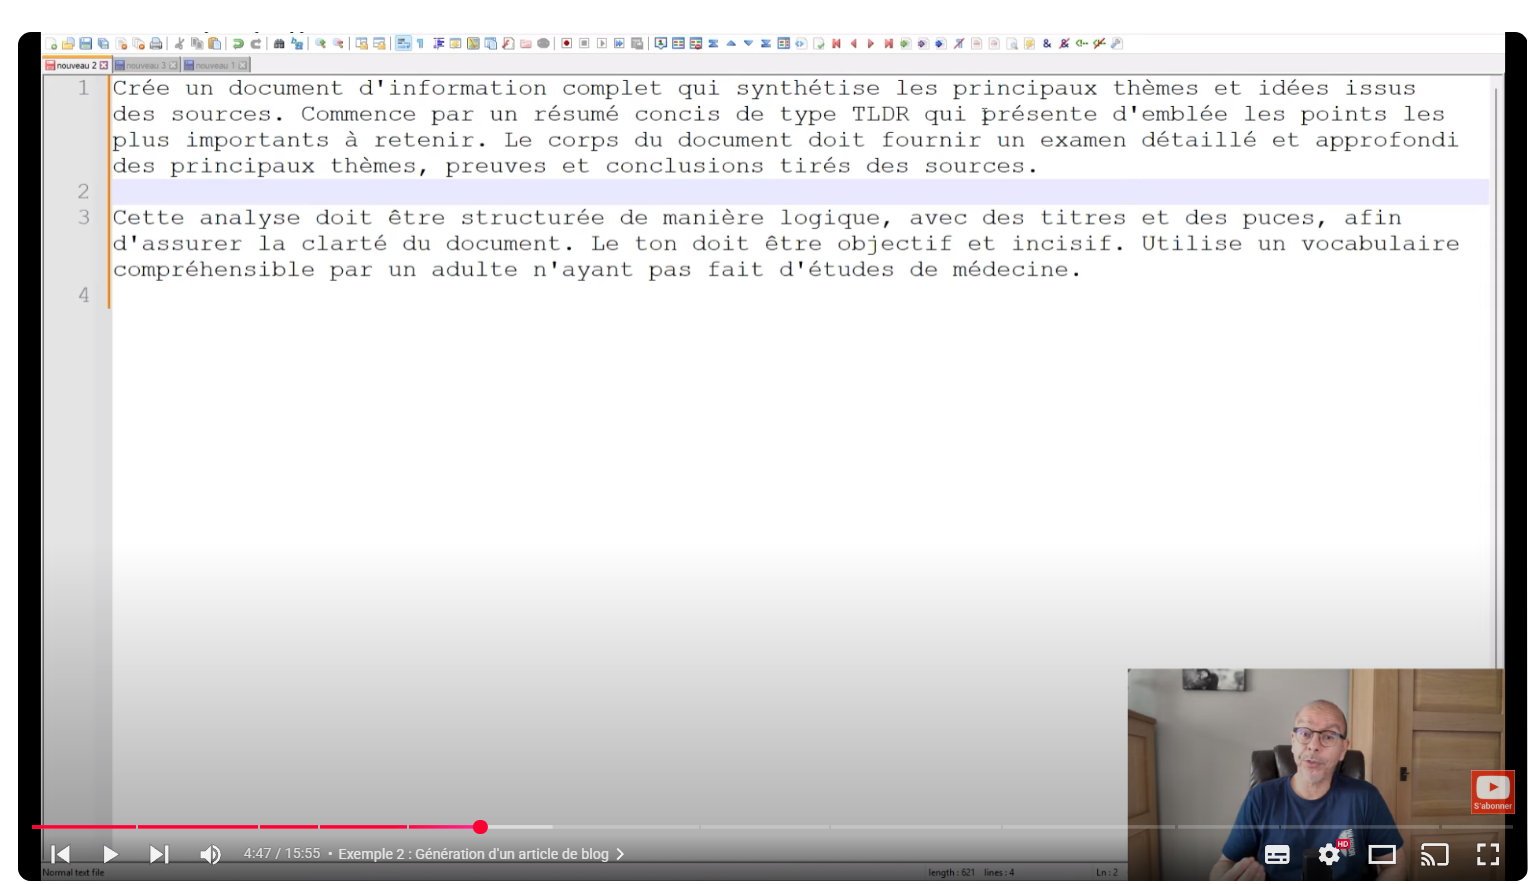 nouveau 2 nouveau 3 nouveau 1
1 Crée un document d'information complet qui synthétise les principaux thèmes et idées issus
des sources. Commence par un résumé concis de type TLDR qui présente d'emblée les points les
plus importants à retenir. Le corps du document doit fournir un examen détaillé et approfondi
des principaux thèmes, preuves et conclusions tirés des sources.
2
3 Cette analyse doit être structurée de manière logique, avec des titres et des puces, afin
d'assurer la clarté du document. Le ton doit être objectif et incisif. Utilise un vocabulaire
compréhensible par un adulte n'ayant pas fait d'études de médecine.
4
S'abonner
4:47 / 15:55 • Exemple 2 : Génération d'un article de blog
HD
Normal text file length : 621 lines : 4 Ln : 2